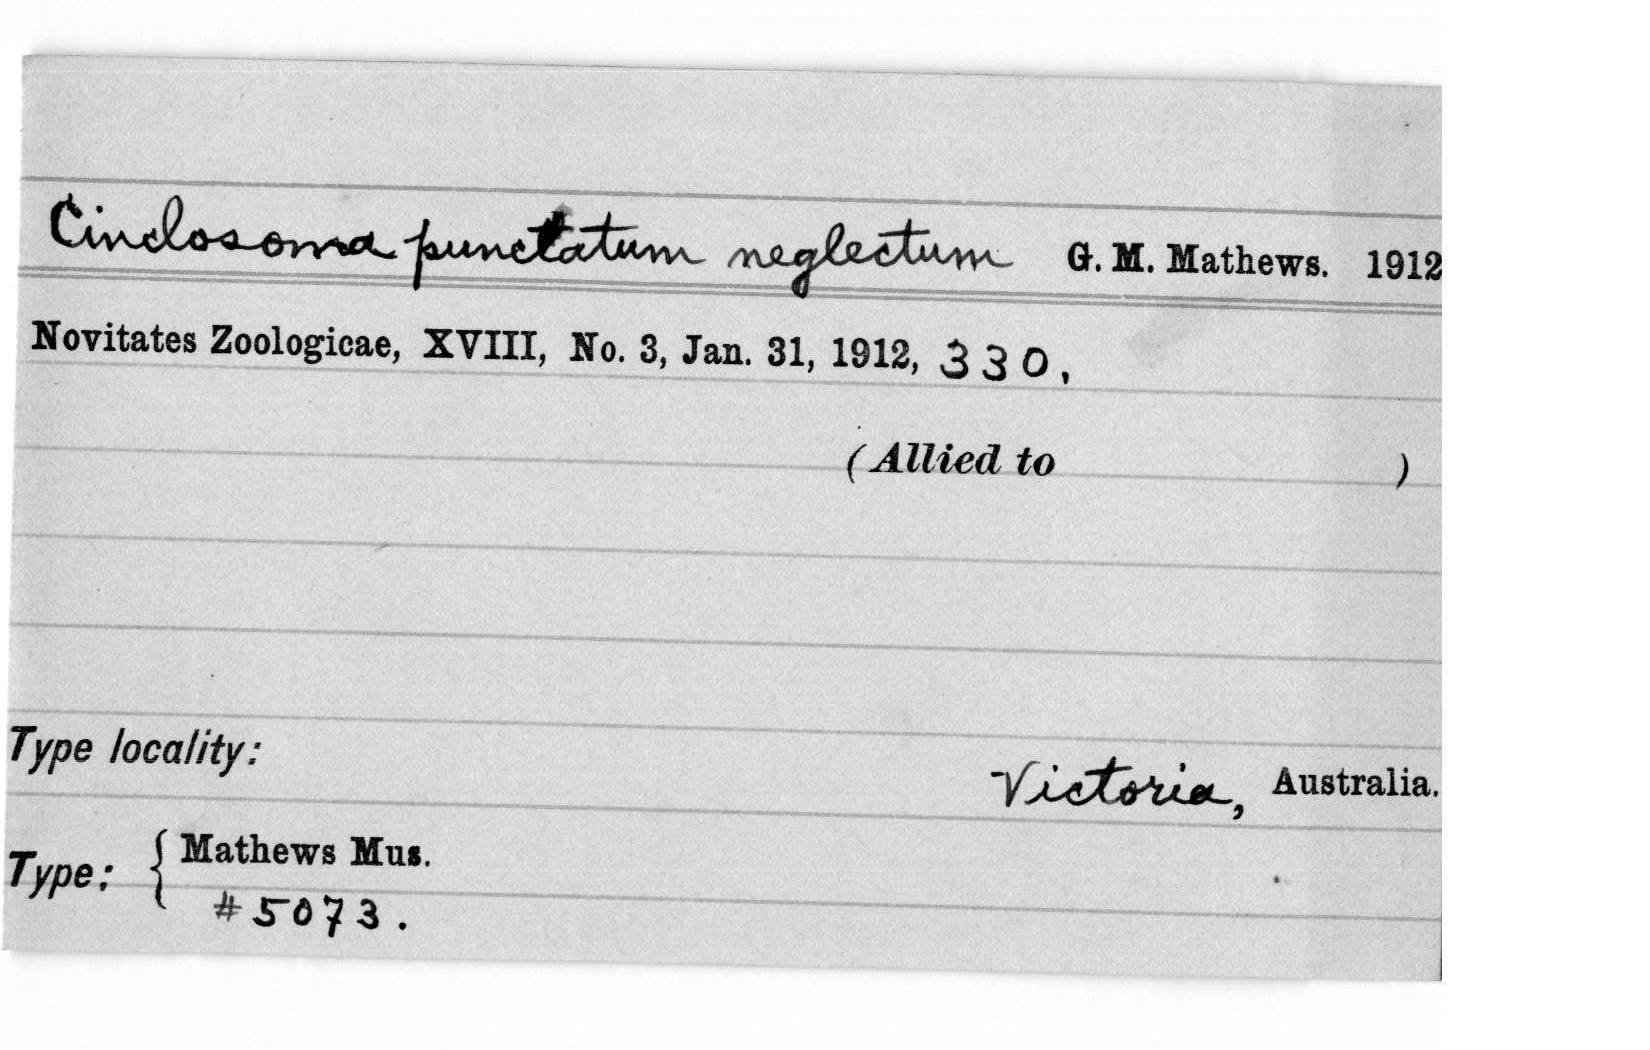 Cinclosoma punctatum neglectum G. M. Mathews. 1912
Novitates Zoologicae, XVIII, No. 3, Jan. 31, 1912, 330,
(Allied to )
Type locality: Victoria, Australia.
Type: { Mathews Mus.
#5073.